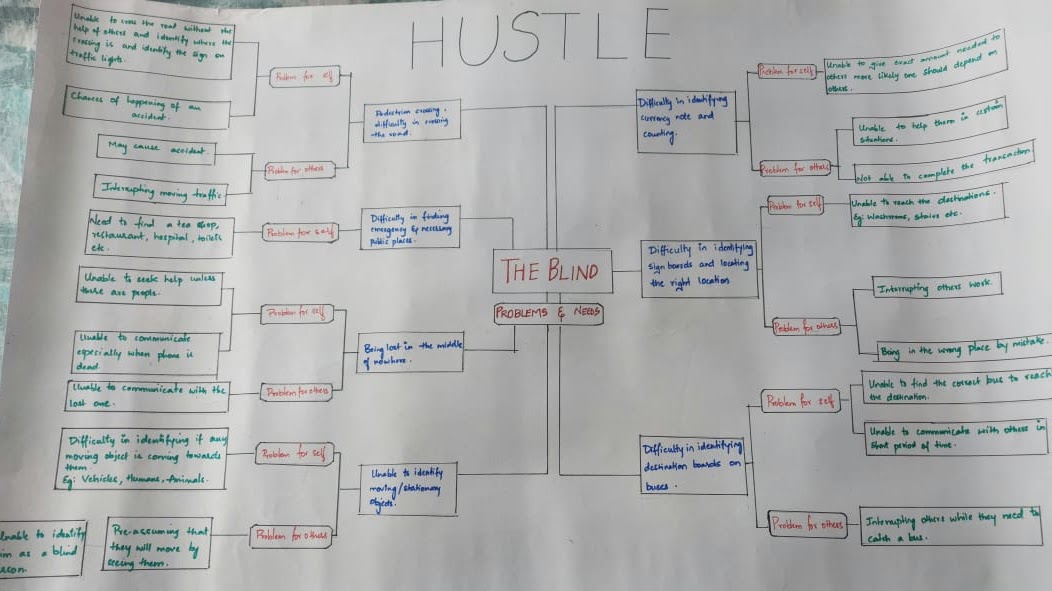 HUSTLE
THE BLIND
PROBLEMS & NEEDS
Pedestrian crossing,
difficulty in crossing
the road.
Problem for self
Unable to cross the road without the
help of others and identify where the
crossing is and identify the sign on
traffic lights.
Chances of happening of an
accident.
Problem for others
May cause accident.
Interrupting moving traffic
Difficulty in finding
emergency & necessary
Public places.
Problem for self
Need to find a tea shop,
restaurant, hospital, toilets
etc.
Being lost in the middle
of nowhere.
Problem for self
Unable to seek help unless
there are people.
Unable to communicate
especially when phone is
dead
Problem for others
Unable to communicate with the
lost one.
Unable to identify
moving/stationary
objects.
Problem for self
Difficulty in identifying if any
moving object is coming towards
them
Eg: Vehicles, Humans, Animals.
Problem for others
Pre-assuming that
they will move by
seeing them.
Unable to identify
him as a blind
Difficulty in identifying
currency note and
counting.
Problem for self
Unable to give exact amount needed to
others more likely one should depend on
others.
Problem for others
Unable to help them in certain
situations.
Not able to complete the transaction
Difficulty in identifying
sign boards and locating
the right location
Problem for self
Unable to reach the destinations.
Eg: Washrooms, stairs etc.
Problem for others
Interrupting others work.
Being in the wrong place by mistake.
Difficulty in identifying
destination boards on
buses.
Problem for self
Unable to find the correct bus to reach
the destination.
Unable to communicate with others in
short period of time.
Problem for others
Interrupting others while they need to
catch a bus.